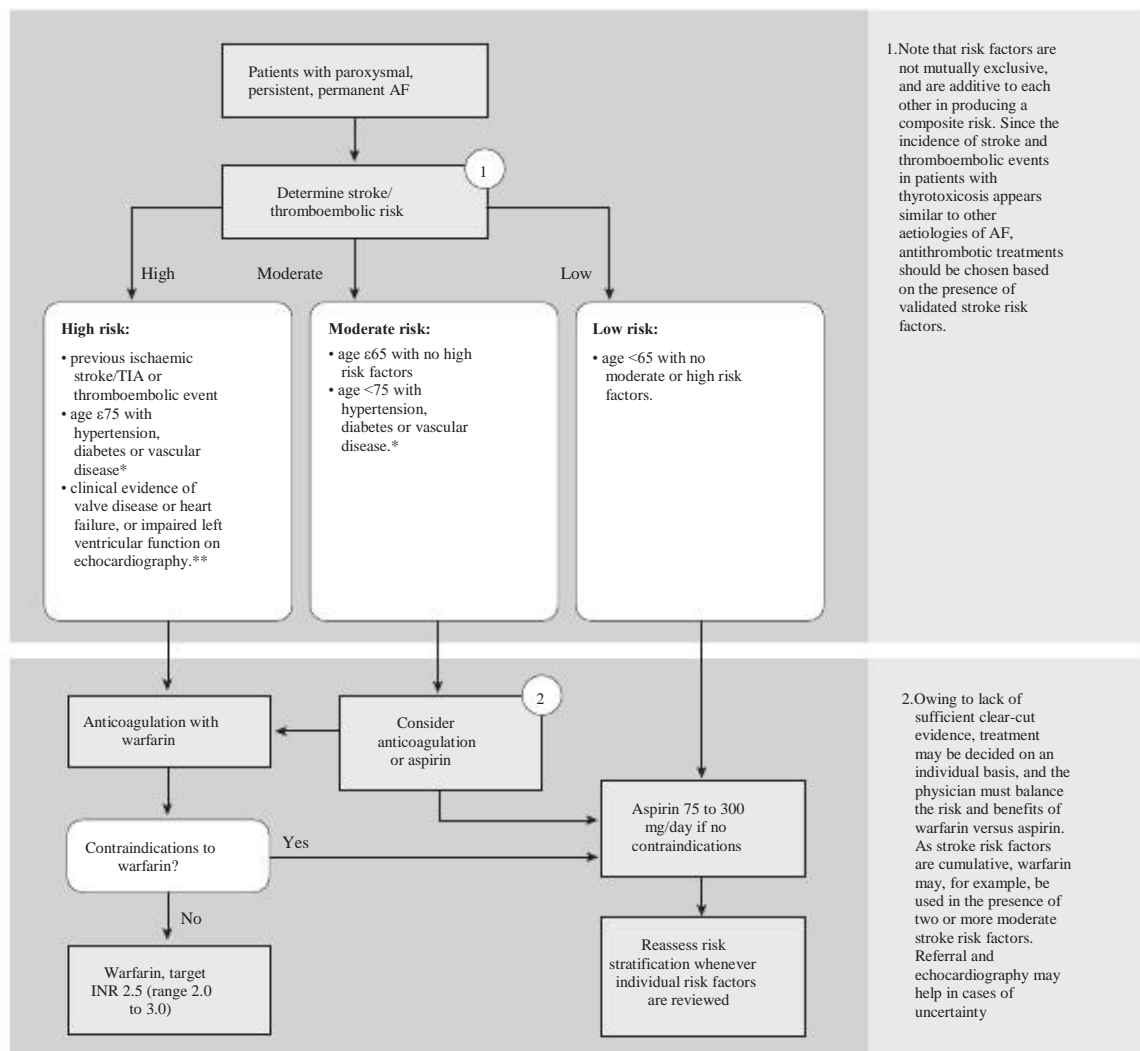 Patients with paroxysmal,
persistent, permanent AF
1
Determine stroke/
thromboembolic risk
High
Moderate
Low
High risk:
• previous ischaemic
stroke/TIA or
thromboembolic event
• age ε75 with
hypertension,
diabetes or vascular
disease*
• clinical evidence of
valve disease or heart
failure, or impaired left
ventricular function on
echocardiography.**
Moderate risk:
• age ε65 with no high
risk factors
• age <75 with
hypertension,
diabetes or vascular
disease.*
Low risk:
• age <65 with no
moderate or high risk
factors.
1.Note that risk factors are
not mutually exclusive,
and are additive to each
other in producing a
composite risk. Since the
incidence of stroke and
thromboembolic events
in patients with
thyrotoxicosis appears
similar to other
aetiologies of AF,
antithrombotic treatments
should be chosen based
on the presence of
validated stroke risk
factors.
Anticoagulation with
warfarin
2
Consider
anticoagulation
or aspirin
Aspirin 75 to 300
mg/day if no
contraindications
Contraindications to
warfarin?
Yes
No
Warfarin, target
INR 2.5 (range 2.0
to 3.0)
Reassess risk
stratification whenever
individual risk factors
are reviewed
2.Owing to lack of
sufficient clear-cut
evidence, treatment
may be decided on an
individual basis, and the
physician must balance
the risk and benefits of
warfarin versus aspirin.
As stroke risk factors
are cumulative, warfarin
may, for example, be
used in the presence of
two or more moderate
stroke risk factors.
Referral and
echocardiography may
help in cases of
uncertainty